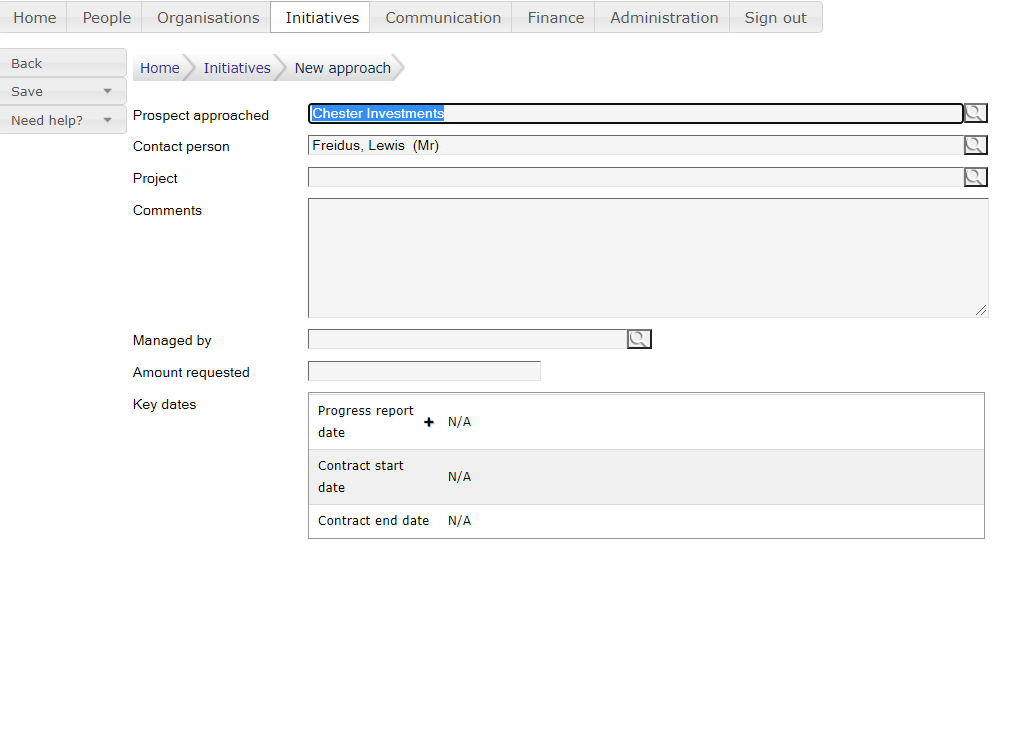 Home People Organisations Initiatives Communication Finance Administration Sign out
Back
Save
Need help?
Home Initiatives New approach
Prospect approached Chester Investments
Contact person Freidus, Lewis (Mr)
Project
Comments
Managed by
Amount requested
Key dates
Progress report
date
+ N/A
Contract start
date
N/A
Contract end date N/A